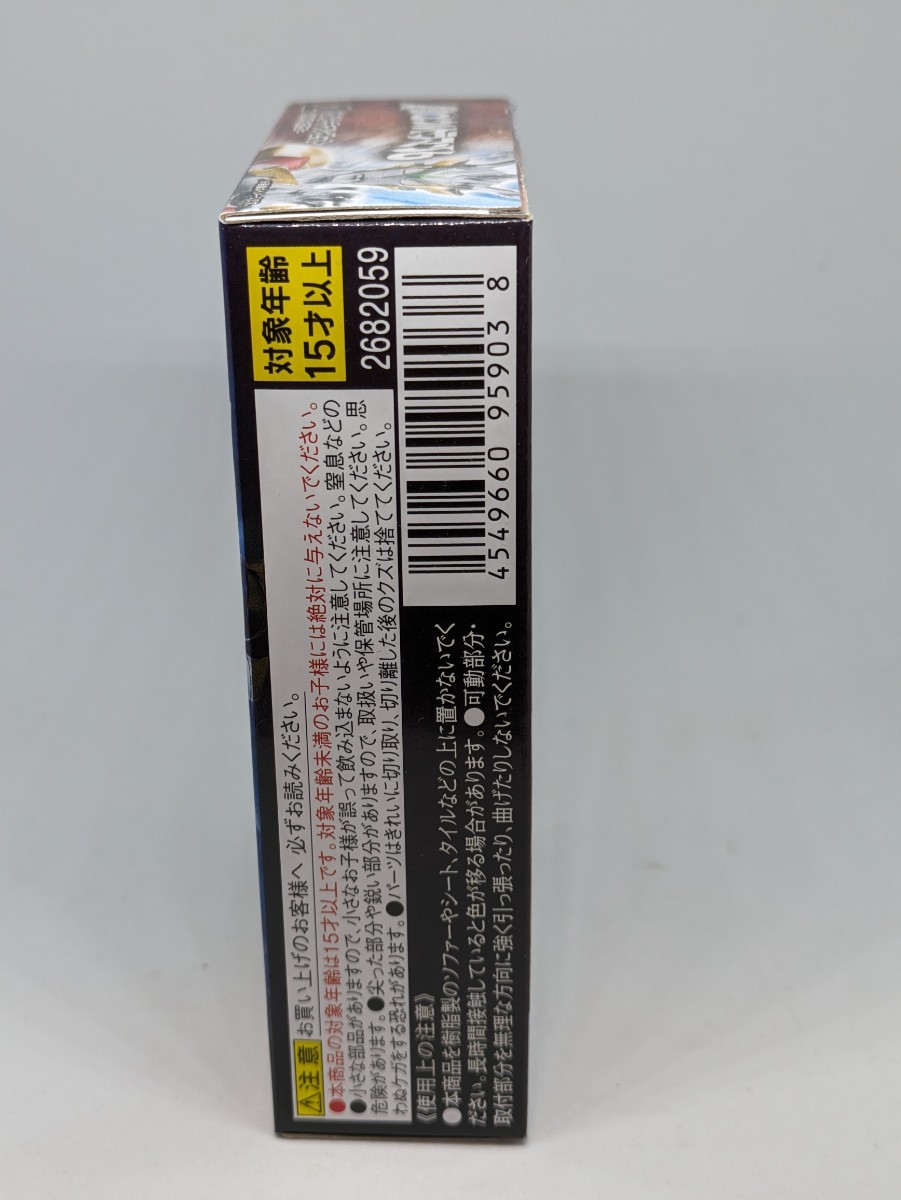 対象年齢
15才以上
2682059
4549660 95903 8
⚠注意 お買い上げのお客様へ 必ずお読みください。
●本商品の対象年齢は15才以上です。対象年齢未満のお子様には絶対に与えないでください。
●小さな部品がありますので、小さなお子様が誤って飲み込まないように注意してください。窒息などの
危険があります。●尖った部分や鋭い部分がありますので、取扱いや保管場所に注意してください。思
わぬケガをする恐れがあります。●パーツはきれいに切り取り、切り離した後のクズは捨ててください。
《使用上の注意》
●本商品を樹脂製のソファーやシート、タイルなどの上に置かないでく
ださい。長時間接触していると色が移る場合があります。●可動部分・
取付部分を無理な方向に強く引っ張ったり、曲げたりしないでください。